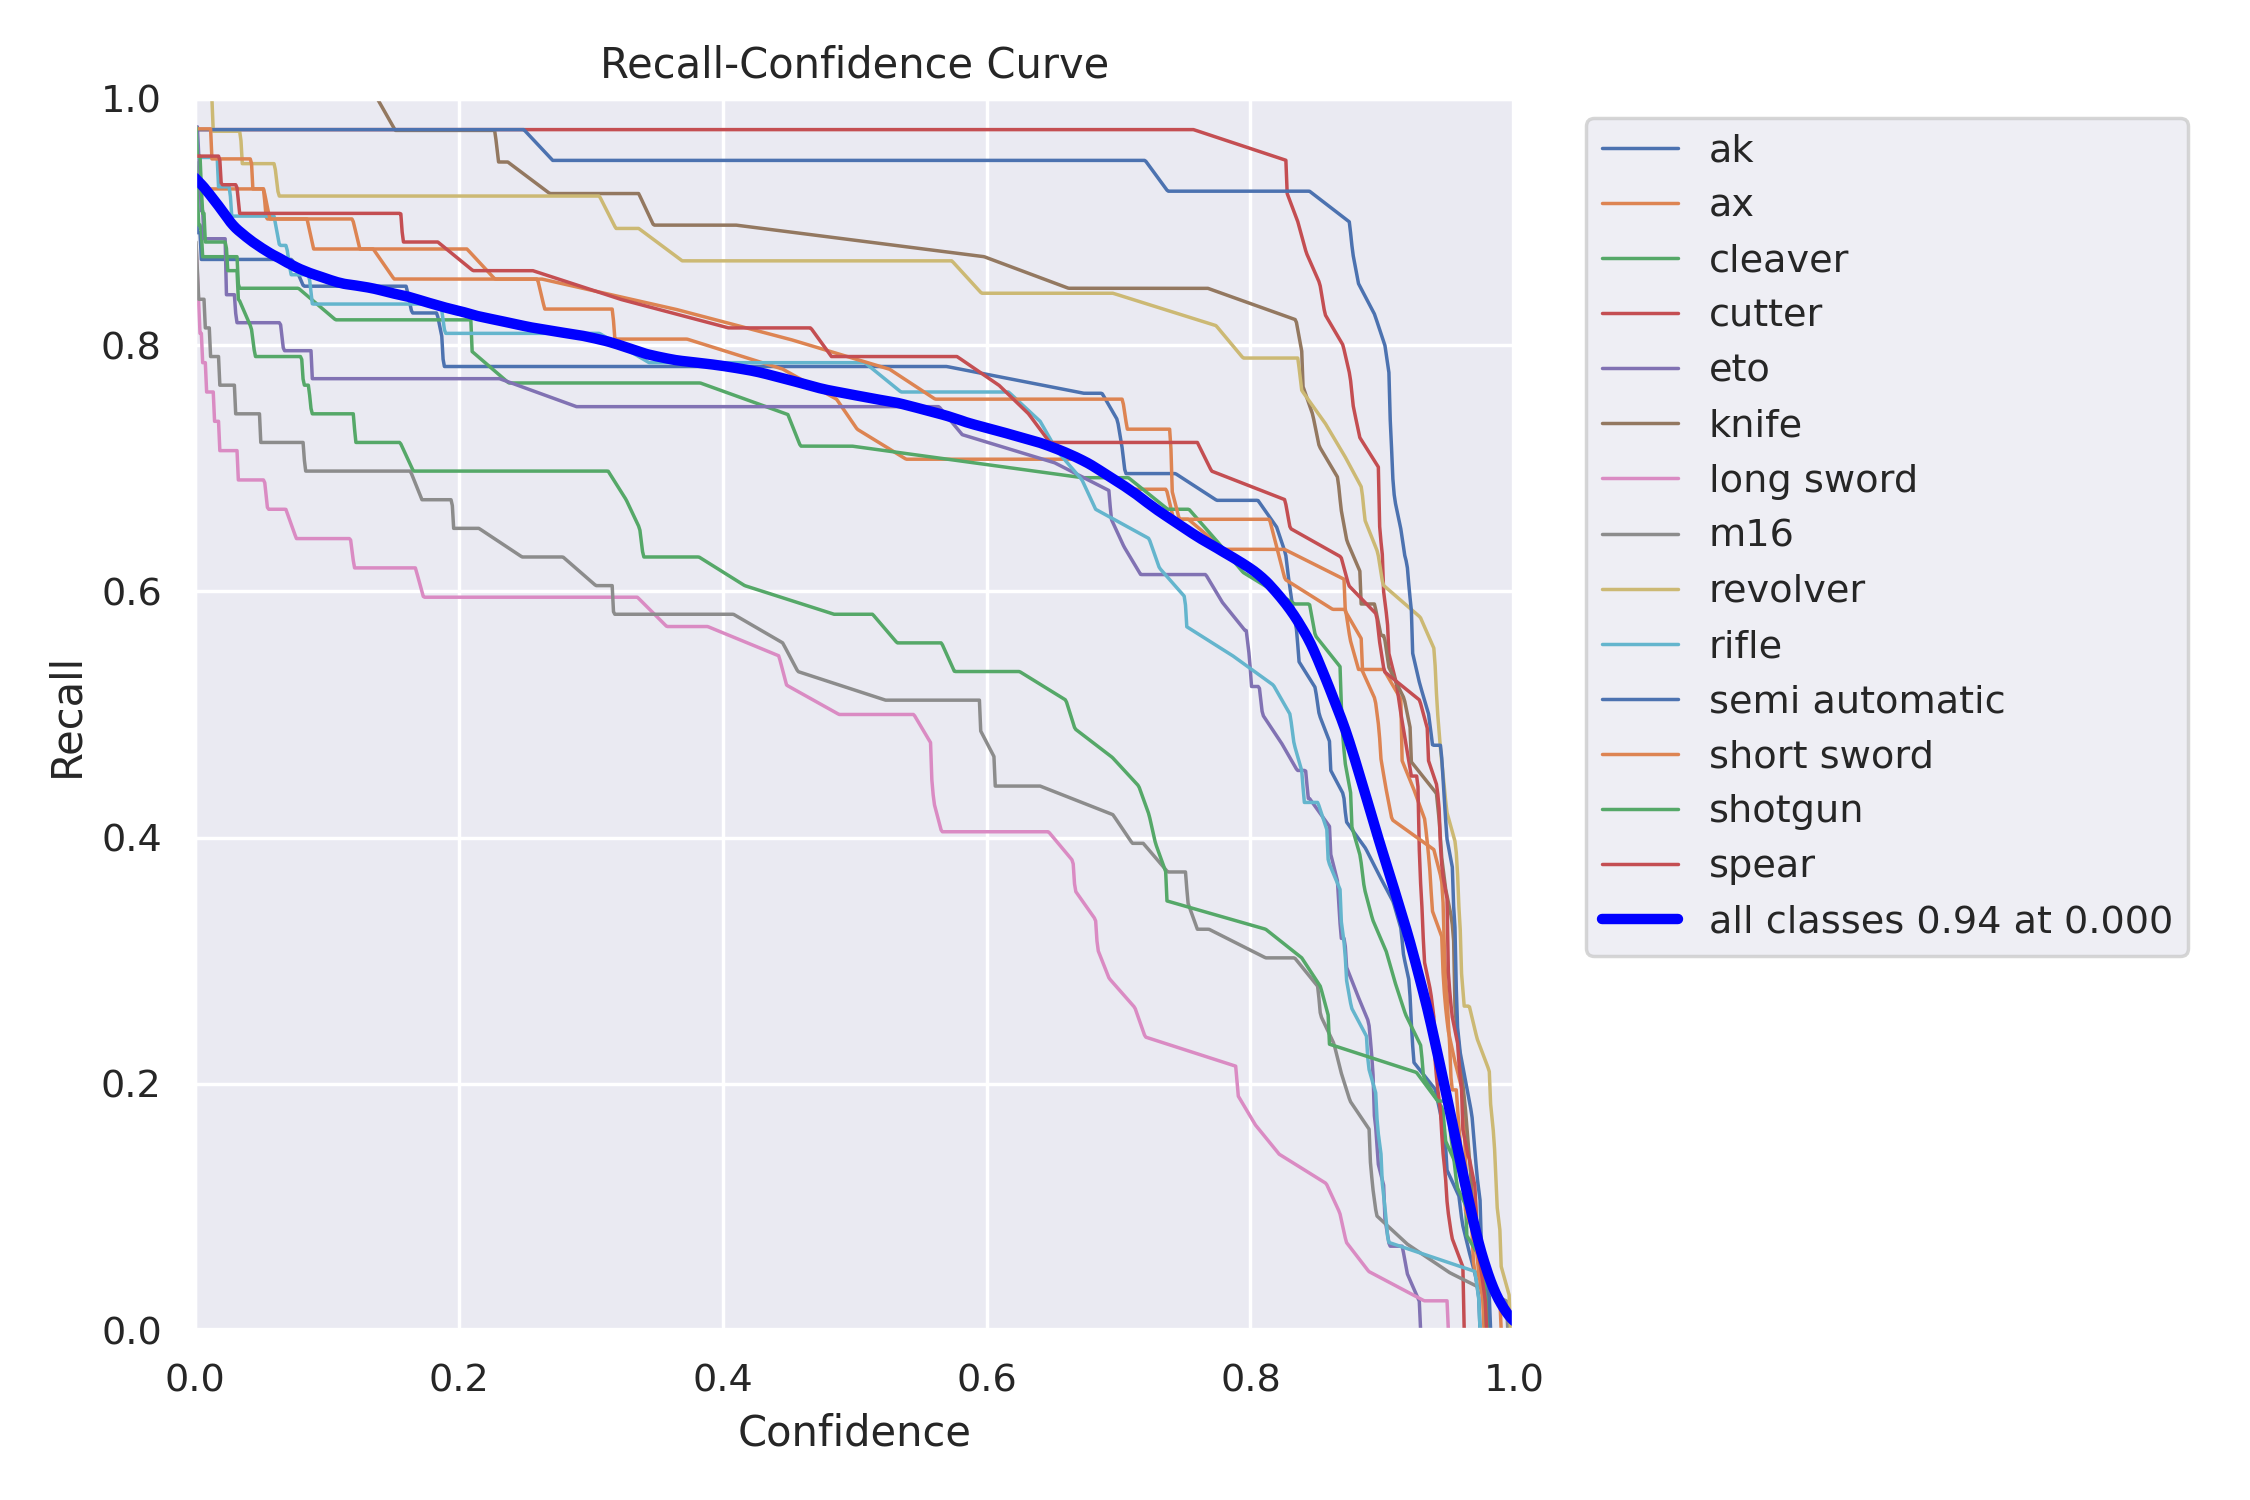 Recall-Confidence Curve
1.0
0.8
0.6
0.4
0.2
0.0
Recall
0.0 0.2 0.4 0.6 0.8 1.0
Confidence
ak
ax
cleaver
cutter
eto
knife
long sword
m16
revolver
rifle
semi automatic
short sword
shotgun
spear
all classes 0.94 at 0.000